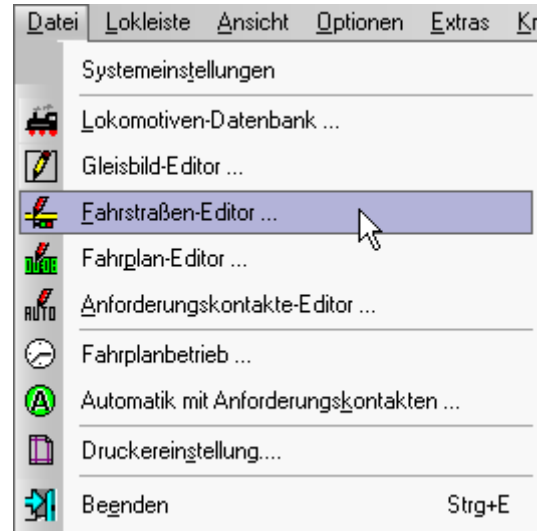 Datei Lokleiste Ansicht Optionen Extras
Systemeinstellungen
Lokomotiven-Datenbank ...
Gleisbild-Editor ...
Fahrstraßen-Editor ...
Fahrplan-Editor ...
AUTO Anforderungskontakte-Editor ...
Fahrplanbetrieb ...
A Automatik mit Anforderungskontakten ...
Druckereinstellung....
Beenden Strg+E